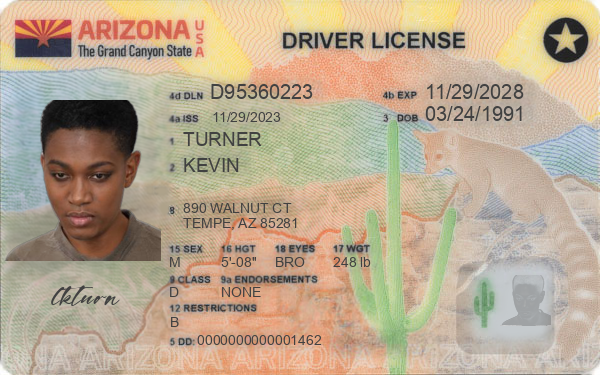 ARIZONA USA
The Grand Canyon State
DRIVER LICENSE
4d DLN D95360223 4b EXP 11/29/2028
4a ISS 11/29/2023 3 DOB 03/24/1991
1 TURNER
2 KEVIN
8 890 WALNUT CT
TEMPE, AZ 85281
15 SEX 16 HGT 18 EYES 17 WGT
M 5'-08" BRO 248 lb
9 CLASS 9a ENDORSEMENTS
D NONE
12 RESTRICTIONS
B
5 DD: 0000000000001462
ARIZONA ARIZONA ARIZONA ARIZONA